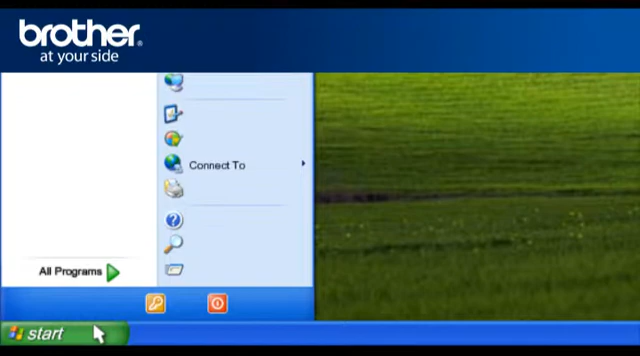 brother®
at your side
Connect To
All Programs
start